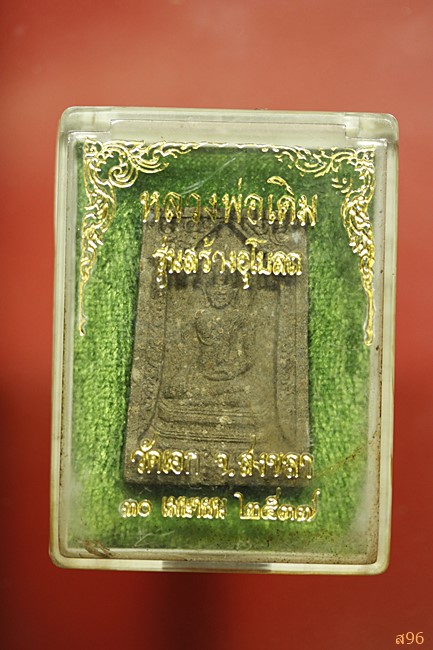 หลวงพ่อเดิม
รุ่นสร้างอุโบสถ
วัดเอก จ.สงขลา
๓๐ เมษายน ๒๕๓๗
ส96